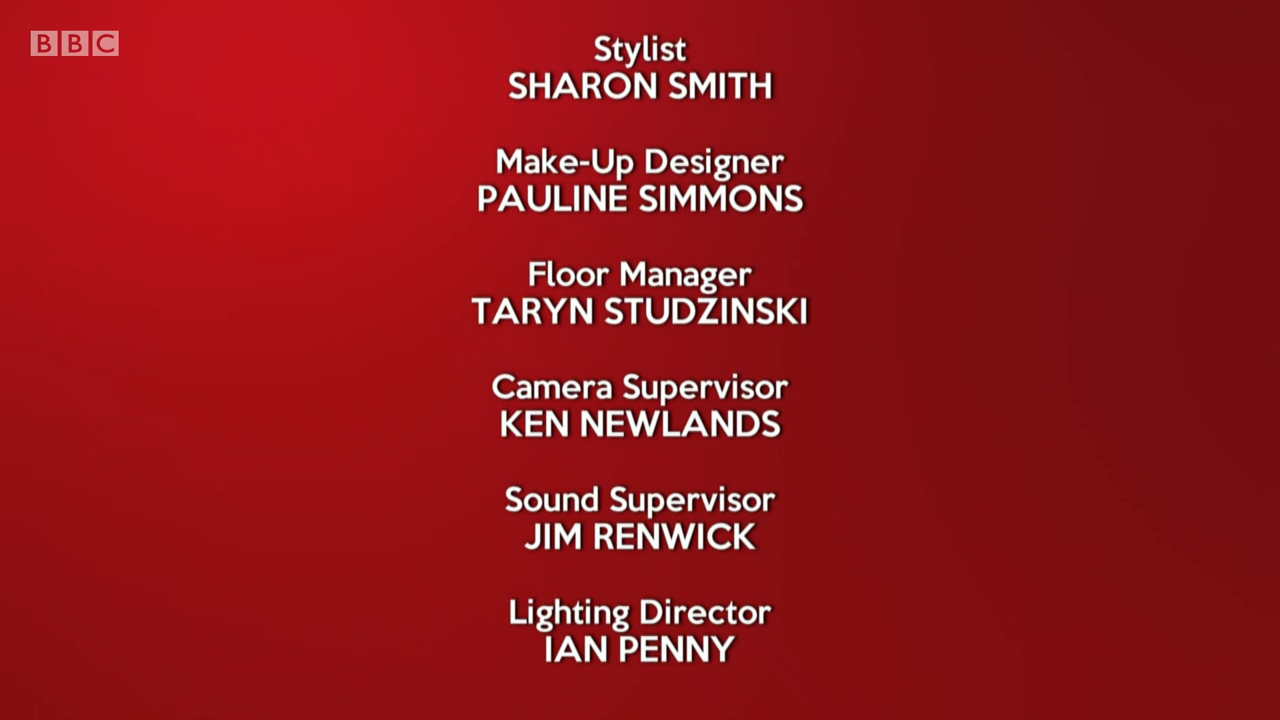 BBC
Stylist
SHARON SMITH
Make-Up Designer
PAULINE SIMMONS
Floor Manager
TARYN STUDZINSKI
Camera Supervisor
KEN NEWLANDS
Sound Supervisor
JIM RENWICK
Lighting Director
IAN PENNY